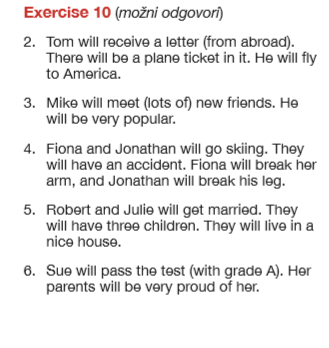 Exercise 10 (možni odgovori)
2. Tom will receive a letter (from abroad).
There will be a plane ticket in it. He will fly
to America.
3. Mike will meet (lots of) new friends. He
will be very popular.
4. Fiona and Jonathan will go skiing. They
will have an accident. Fiona will break her
arm, and Jonathan will break his leg.
5. Robert and Julie will get married. They
will have three children. They will live in a
nice house.
6. Sue will pass the test (with grade A). Her
parents will be very proud of her.